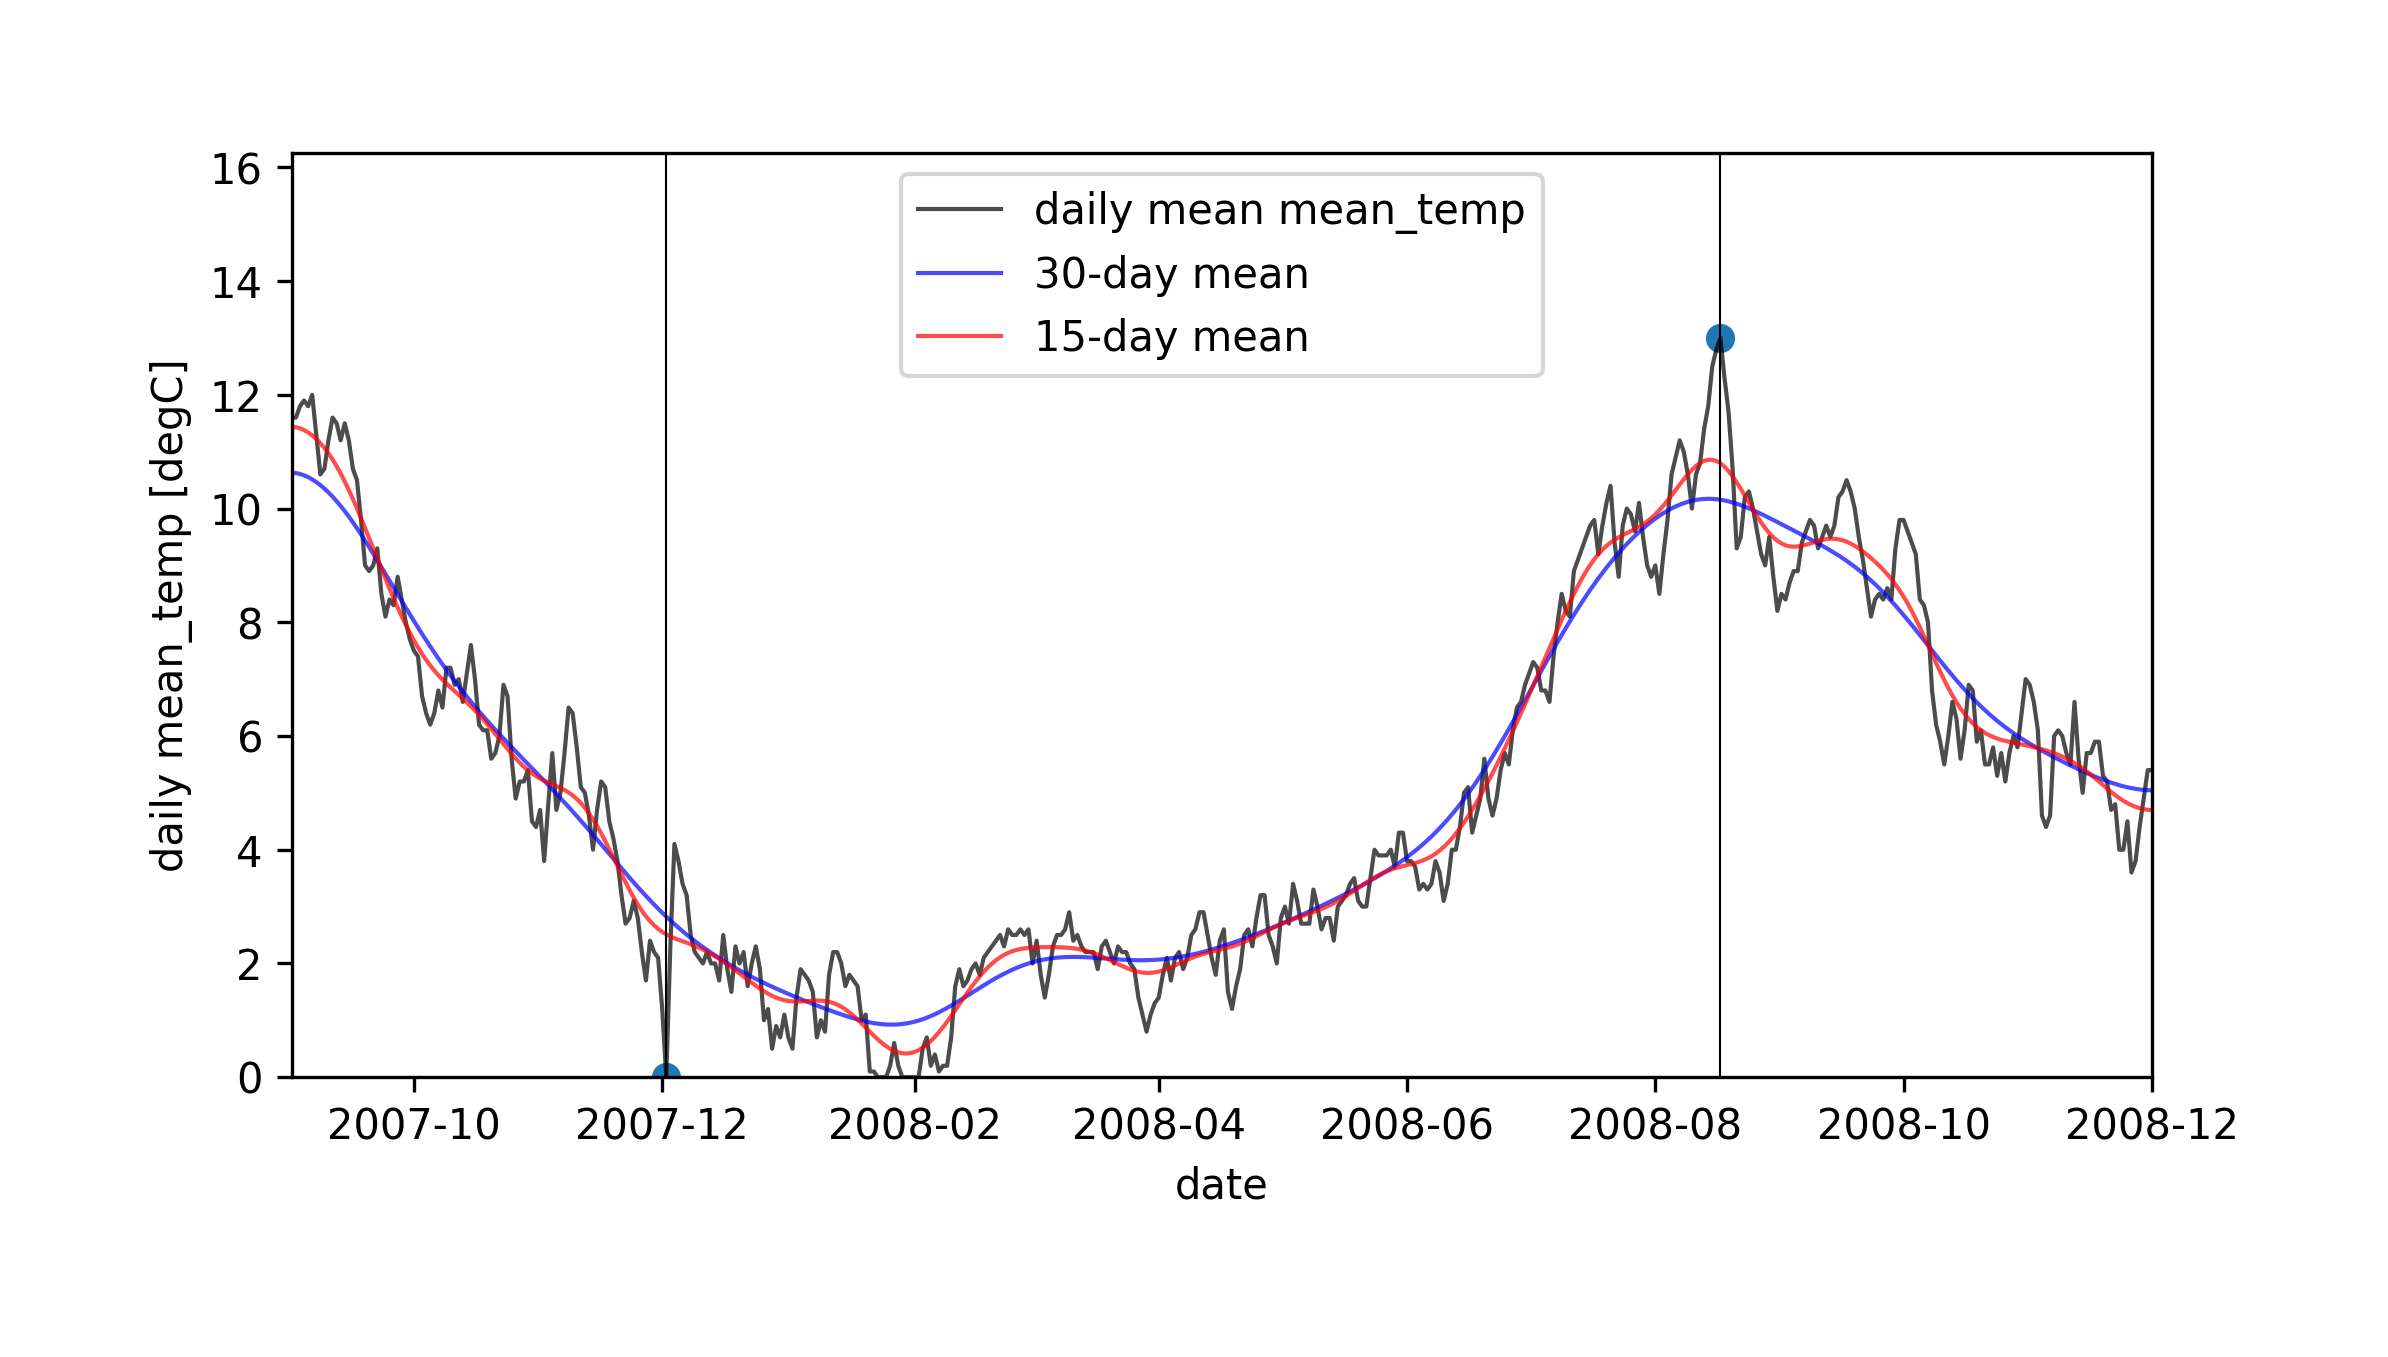 daily mean mean_temp
30-day mean
15-day mean
daily mean_temp [degC]
16
14
12
10
8
6
4
2
0
2007-10 2007-12 2008-02 2008-04 2008-06 2008-08 2008-10 2008-12
date